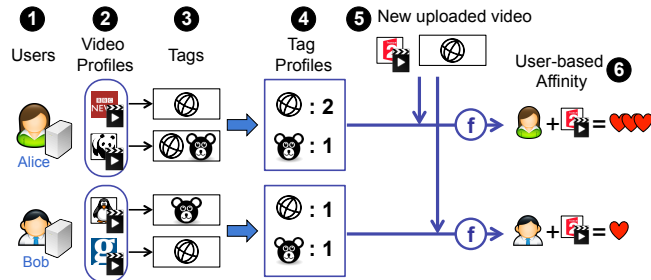 1 2 3 4 5 New uploaded video
Users Video Profiles Tags Tag Profiles User-based Affinity 6
BBC NEWS
: 2
: 1
f
+ =
Alice
: 1
: 1
f
+ =
g
Bob